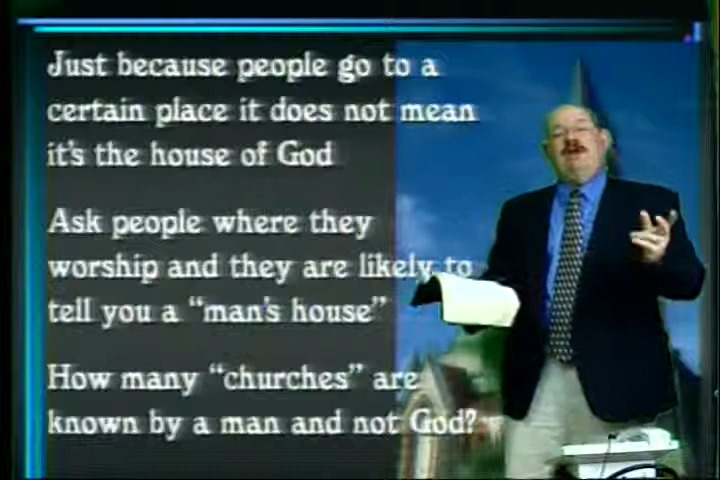 Just because people go to a
certain place it does not mean
it's the house of God
Ask people where they
worship and they are likely to
tell you a “man's house”
How many “churches” are
known by a man and not God?